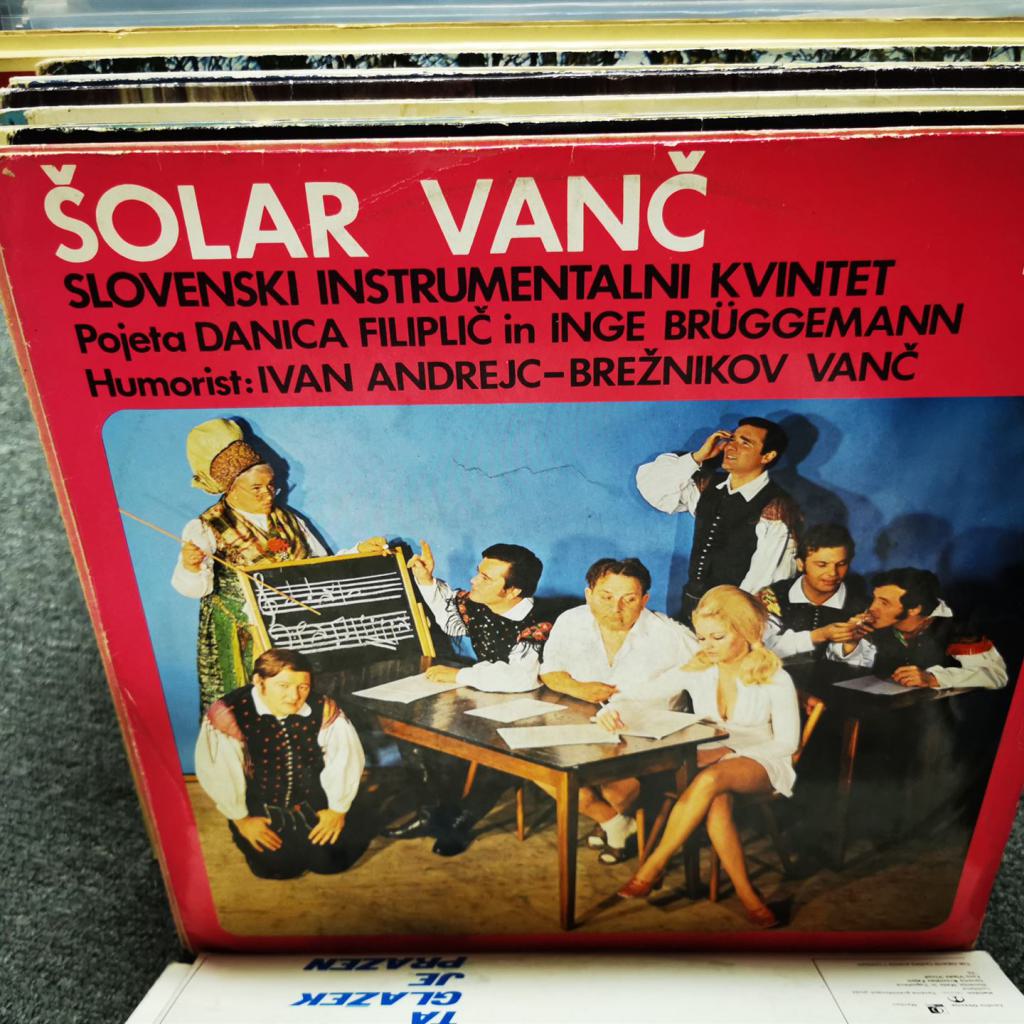 ŠOLAR VANČ
SLOVENSKI INSTRUMENTALNI KVINTET
Pojeta DANICA FILIPLIČ in INGE BRÜGGEMANN
Humorist: IVAN ANDREJC–BREŽNIKOV VANČ
TA
GLAZEK
JE
PRAZEN